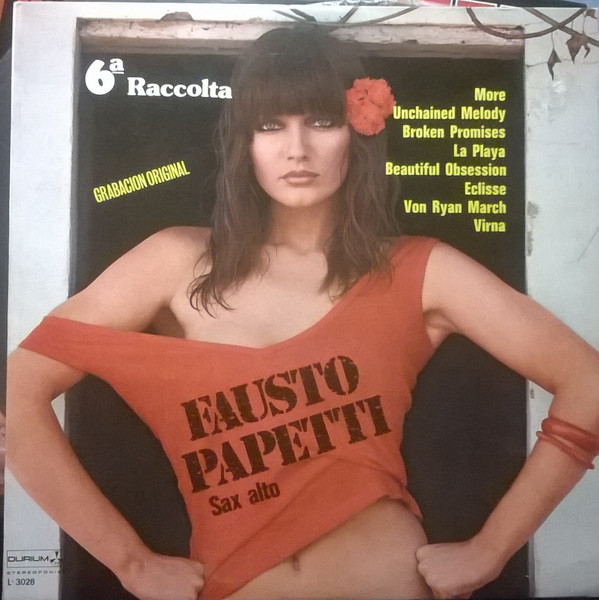 6ª Raccolta
GRABACION ORIGINAL
More
Unchained Melody
Broken Promises
La Playa
Beautiful Obsession
Eclisse
Von Ryan March
Virna
FAUSTO
PAPETTI
Sax alto
DURIUM
STEREOFONIA
L-3028